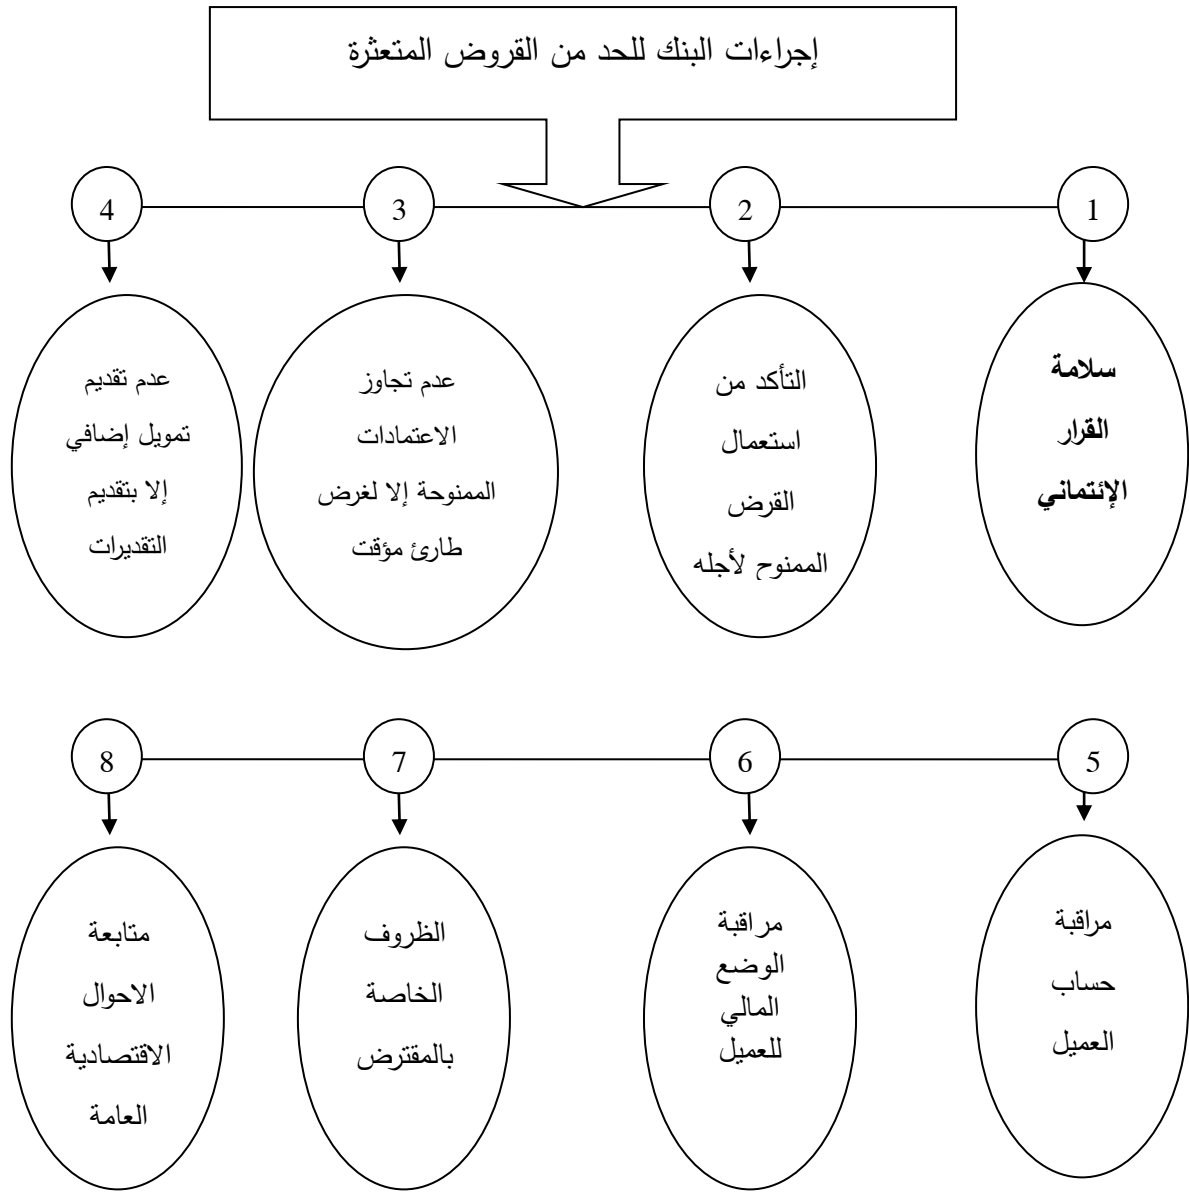 إجراءات البنك للحد من القروض المتعثرة
1
2
3
4
سلامة
القرار
الإئتماني
التأكد من
استعمال
القرض
الممنوح لأجله
عدم تجاوز
الاعتمادات
الممنوحة إلا لغرض
طارئ مؤقت
عدم تقديم
تمويل إضافي
إلا بتقديم
التقديرات
5
6
7
8
مراقبة
حساب
العميل
مراقبة
الوضع
المالي
للعميل
الظروف
الخاصة
بالمقترض
متابعة
الاحوال
الاقتصادية
العامة